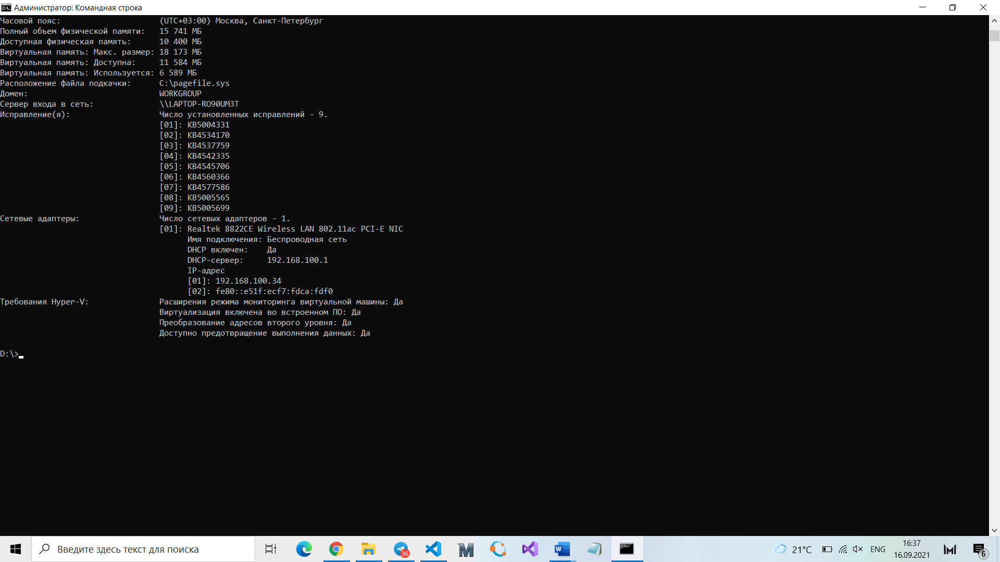 Администратор: Командная строка
Часовой пояс: (UTC+03:00) Москва, Санкт-Петербург
Полный объем физической памяти: 15 741 МБ
Доступная физическая память: 10 400 МБ
Виртуальная память: Макс. размер: 18 173 МБ
Виртуальная память: Доступна: 11 584 МБ
Виртуальная память: Используется: 6 589 МБ
Расположение файла подкачки: C:\pagefile.sys
Домен: WORKGROUP
Сервер входа в сеть: \\LAPTOP-RO90UM3T
Исправление(я): Число установленных исправлений - 9.
[01]: KB5004331
[02]: KB4534170
[03]: KB4537759
[04]: KB4542335
[05]: KB4545706
[06]: KB4560366
[07]: KB4577586
[08]: KB5005565
[09]: KB5005699
Сетевые адаптеры: Число сетевых адаптеров - 1.
[01]: Realtek 8822CE Wireless LAN 802.11ac PCI-E NIC
Имя подключения: Беспроводная сеть
DHCP включен: Да
DHCP-сервер: 192.168.100.1
IP-адрес
[01]: 192.168.100.34
[02]: fe80::e51f:ecf7:fdca:fdf0
Требования Hyper-V: Расширения режима мониторинга виртуальной машины: Да
Виртуализация включена во встроенном ПО: Да
Преобразование адресов второго уровня: Да
Доступно предотвращение выполнения данных: Да
D:\>
Введите здесь текст для поиска
36
21°C
ENG
16:37
16.09.2021
6